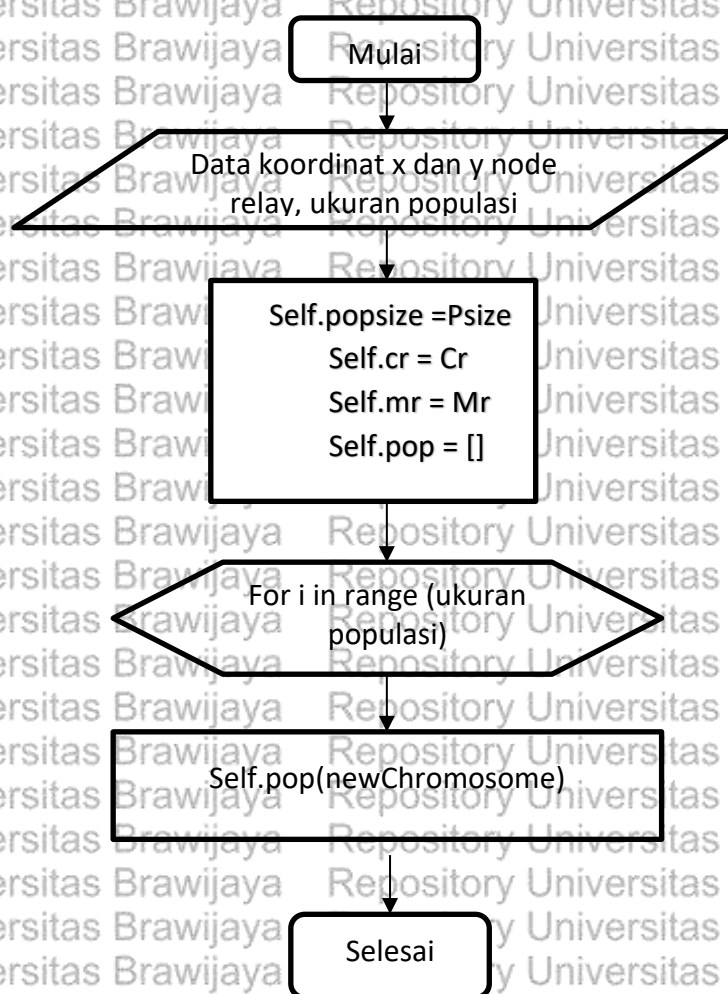 Mulai
Data koordinat x dan y node
relay, ukuran populasi
Self.popsize =Psize
Self.cr = Cr
Self.mr = Mr
Self.pop = []
For i in range (ukuran
populasi)
Self.pop(newChromosome)
Selesai